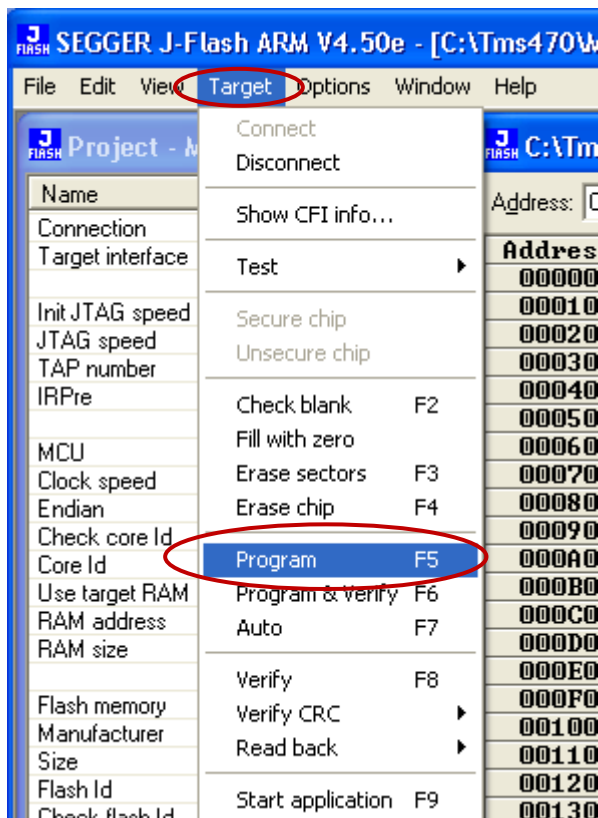 SEGGER J-Flash ARM V4.50e - [C:\Tms470\
File Edit View Target Options Window Help
Project -
C:\Tm
Name
Connection
Target interface
Init JTAG speed
JTAG speed
TAP number
IRPre
MCU
Clock speed
Endian
Check core Id
Core Id
Use target RAM
RAM address
RAM size
Flash memory
Manufacturer
Size
Flash Id
Check flash Id
Connect
Disconnect
Show CFI info...
Test
Secure chip
Unsecure chip
Check blank F2
Fill with zero
Erase sectors F3
Erase chip F4
Program F5
Program & Verify F6
Auto F7
Verify F8
Verify CRC
Read back
Start application F9
Address:
Addres
00000
00010
00020
00030
00040
00050
00060
00070
00080
00090
000A0
000B0
000C0
000D0
000E0
000F0
00100
00110
00120
00130